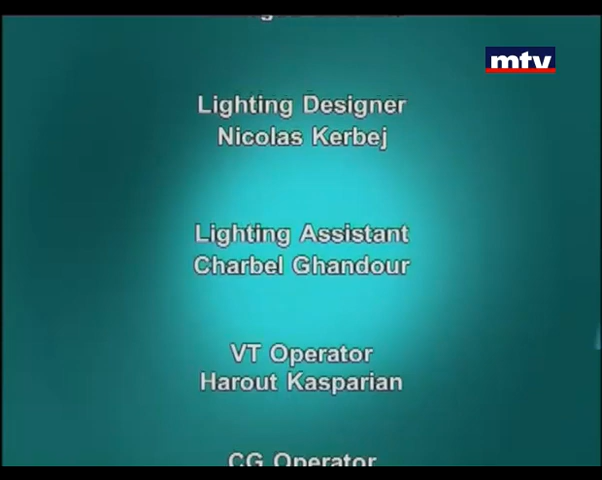 mtv
Lighting Designer
Nicolas Kerbej
Lighting Assistant
Charbel Ghandour
VT Operator
Harout Kasparian
CG Operator